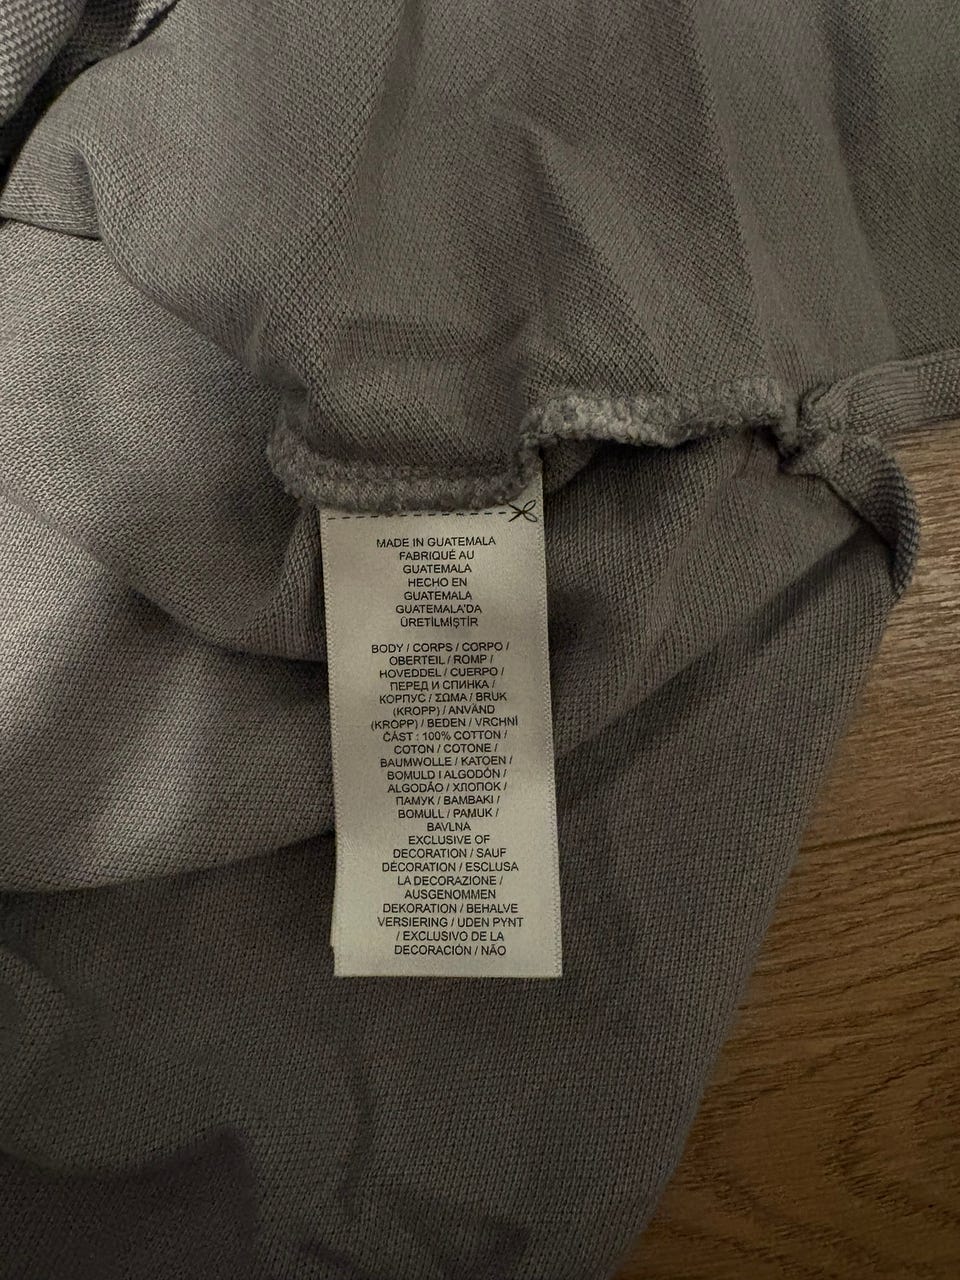 MADE IN GUATEMALA
FABRIQUÉ AU
GUATEMALA
HECHO EN
GUATEMALA
GUATEMALA'DA
ÜRETİLMİŞTİR
BODY / CORPS / CORPO /
OBERTEIL / ROMP /
HOVEDDEL / CUERPO /
ПЕРЕД И СПИНКА /
КОРПУС / ΣΩΜΑ / BRUK
(KROPP) / ANVÄND
(KROPP) / BEDEN / VRCHNÍ
ČÁST : 100% COTTON /
COTON / COTONE /
BAUMWOLLE / KATOEN /
BOMULD I ALGODÓN /
ALGODÃO / ХЛОПОК /
ПАМУК / BAMBAKI /
BOMULL / PAMUK /
BAVLNA
EXCLUSIVE OF
DECORATION / SAUF
DÉCORATION / ESCLUSA
LA DECORAZIONE /
AUSGENOMMEN
DEKORATION / BEHALVE
VERSIERING / UDEN PYNT
/ EXCLUSIVO DE LA
DECORACIÓN / NÃO